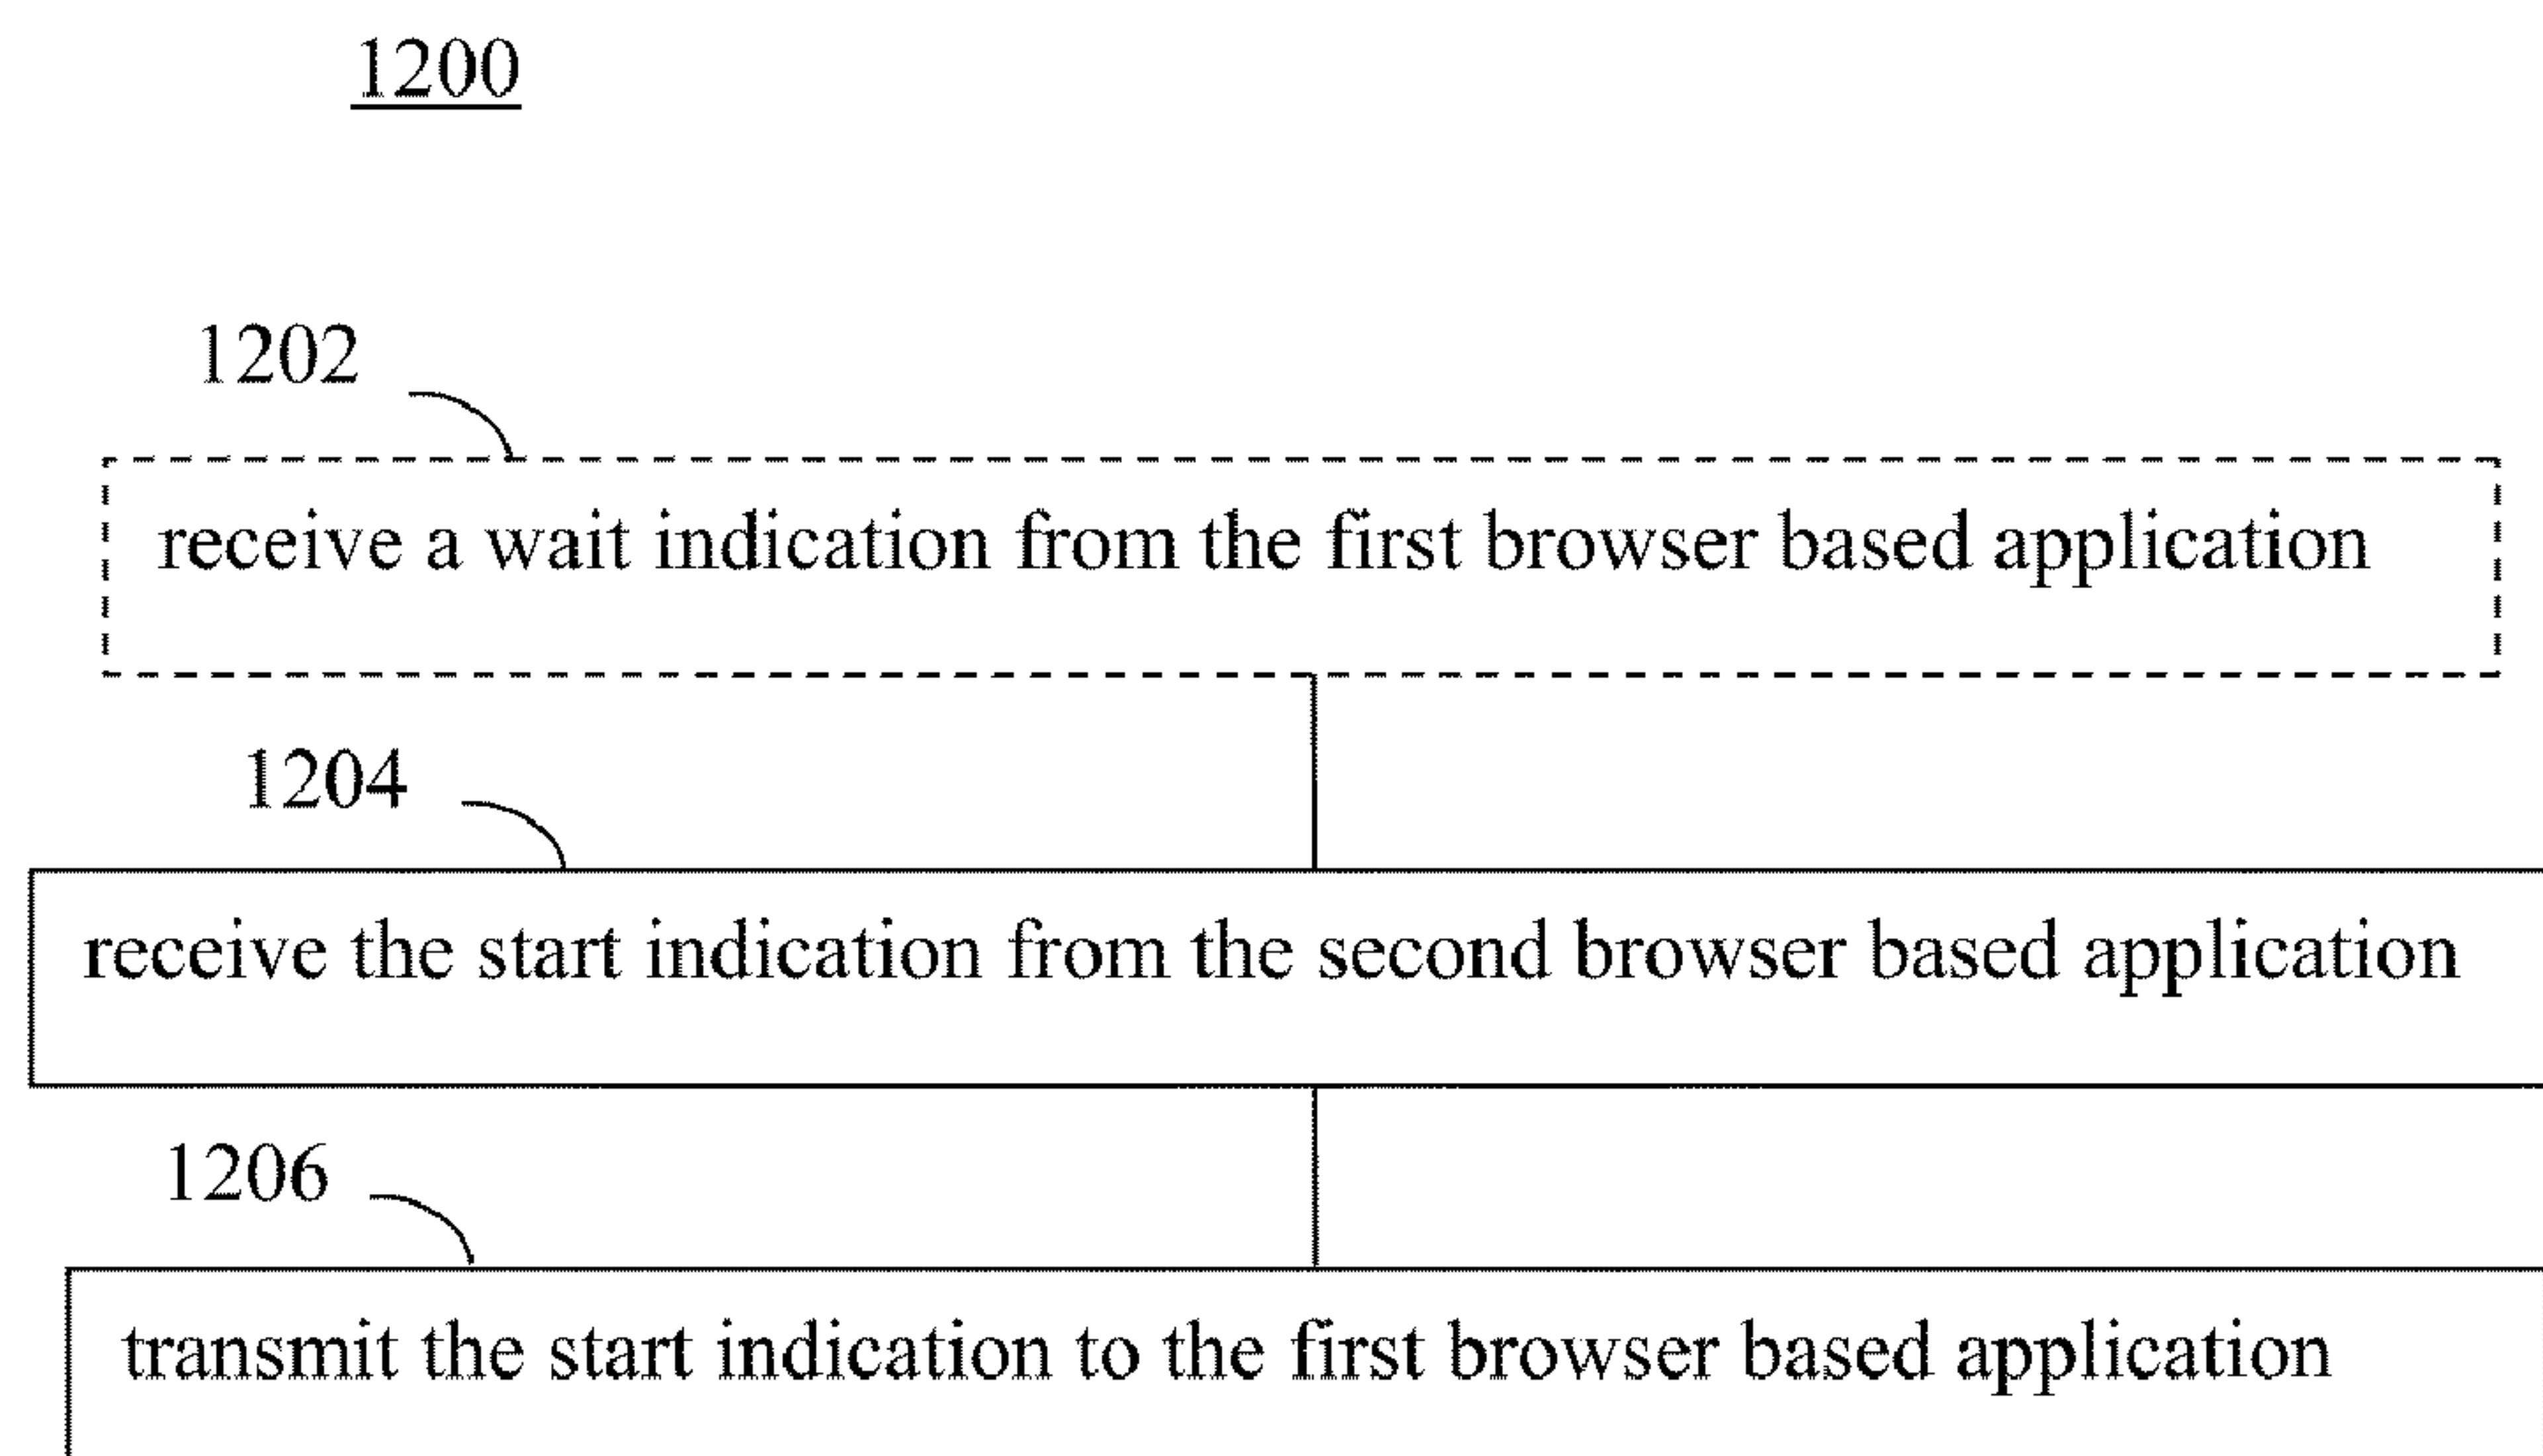 1200
1202
receive a wait indication from the first browser based application
1204
receive the start indication from the second browser based application
1206
transmit the start indication to the first browser based application